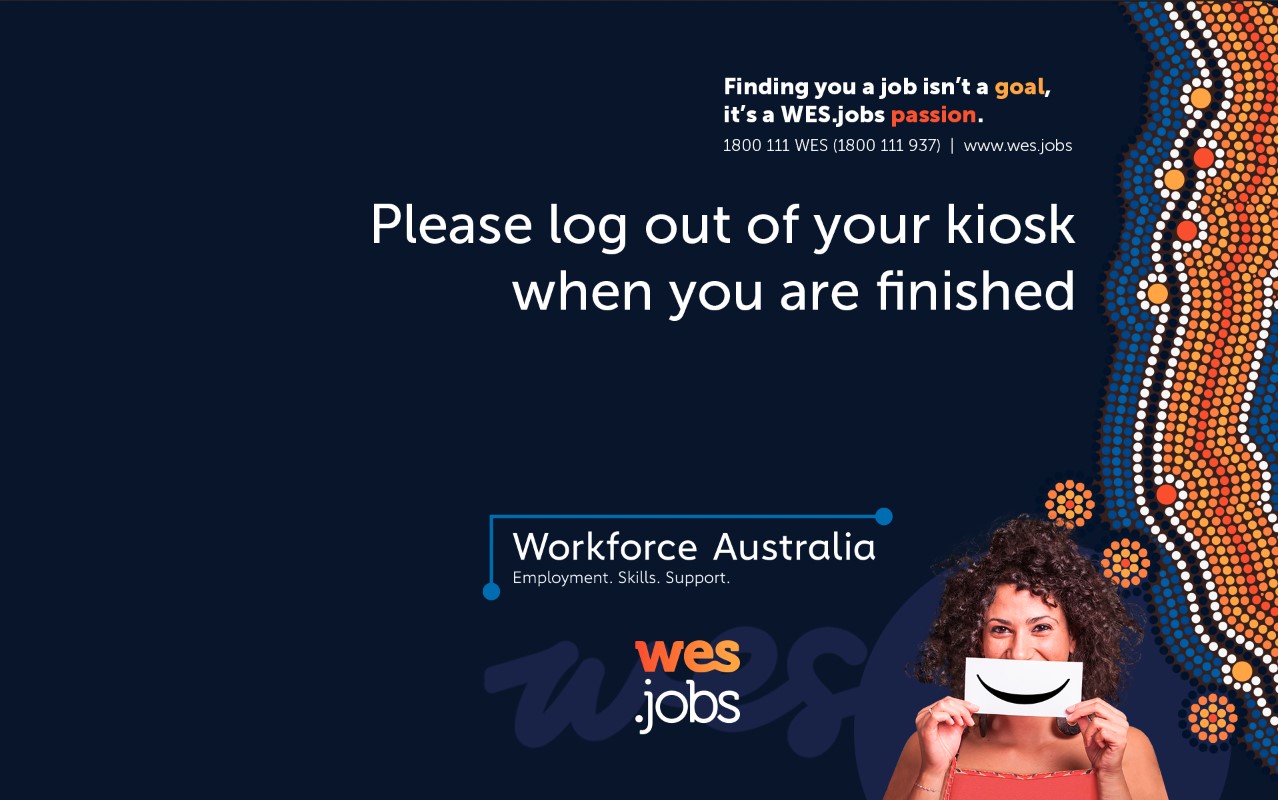 Finding you a job isn’t a goal,
it’s a WES.jobs passion.
1800 111 WES (1800 111 937) | www.wes.jobs
Please log out of your kiosk
when you are finished
Workforce Australia
Employment. Skills. Support.
wes
wes
.jobs